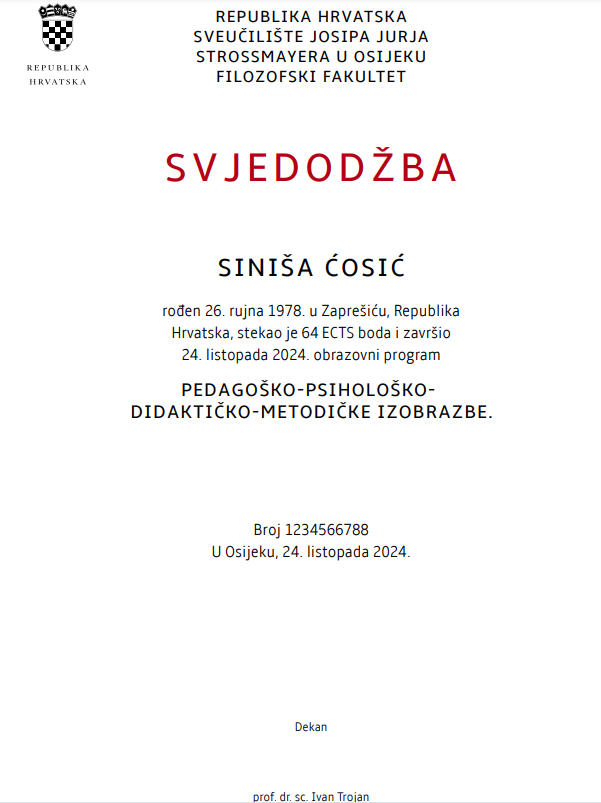 REPUBLIKA
HRVATSKA
REPUBLIKA HRVATSKA
SVEUČILIŠTE JOSIPA JURJA
STROSSMAYERA U OSIJEKU
FILOZOFSKI FAKULTET
SVJEDODŽBA
SINIŠA ĆOSIĆ
rođen 26. rujna 1978. u Zaprešiću, Republika
Hrvatska, stekao je 64 ECTS boda i završio
24. listopada 2024. obrazovni program
PEDAGOŠKO-PSIHOLOŠKO-
DIDAKTIČKO-METODIČKE IZOBRAZBE.
Broj 1234566788
U Osijeku, 24. listopada 2024.
Dekan
prof. dr. sc. Ivan Trojan